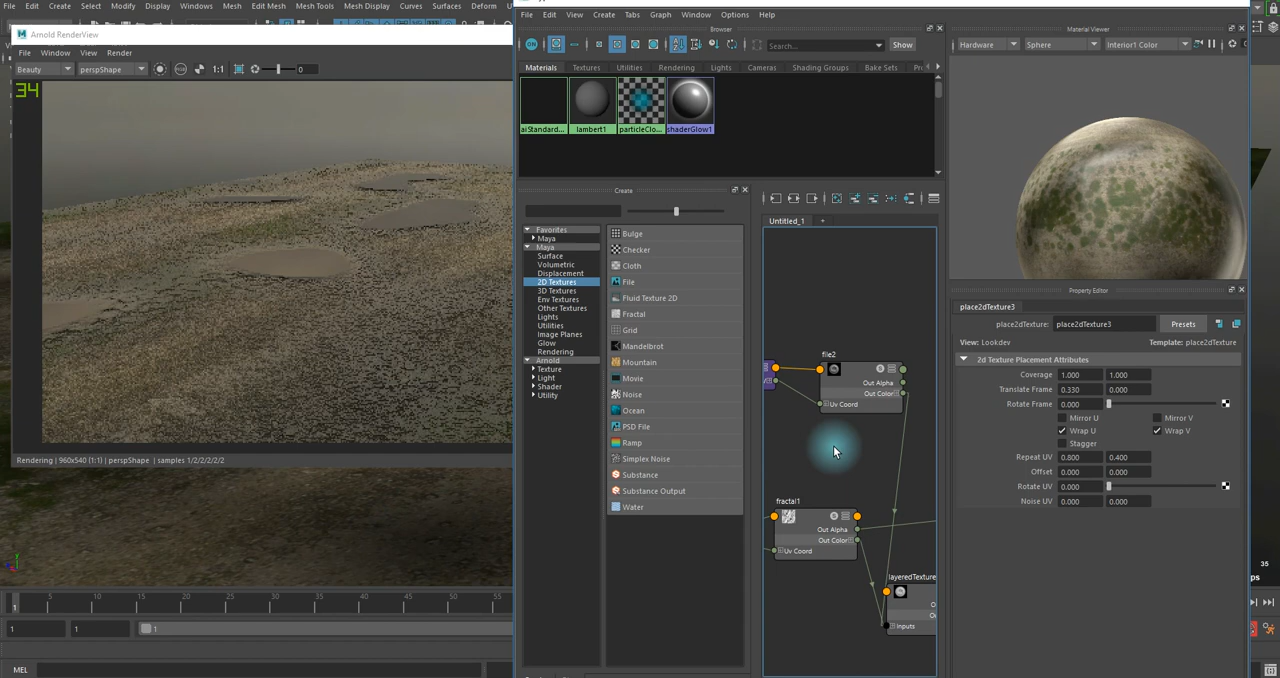 File Edit Create Select Modify Display Windows Mesh Edit Mesh Mesh Tools Mesh Display Curves Surfaces Deform
Arnold RenderView
File Window View Render
Beauty perspShape 1:1 0
34
Rendering | 960x540 (1:1) | perspShape | samples 1/2/2/2/2/2
5 10 15 20 25 30 35 40 45 50 55
1
1 1 1
MEL
File Edit View Create Tabs Graph Window Options Help
Browser
ON Search... Show
Materials Textures Utilities Rendering Lights Cameras Shading Groups Bake Sets
aiStandard... lambert1 particleClo... shaderGlow1
Create
Favorites
Maya
Maya
Surface
Volumetric
Displacement
2D Textures
3D Textures
Env Textures
Other Textures
Lights
Utilities
Image Planes
Glow
Rendering
Arnold
Texture
Light
Shader
Utility
Bulge
Checker
Cloth
File
Fluid Texture 2D
Fractal
Grid
Mandelbrot
Mountain
Movie
Noise
Ocean
PSD File
Ramp
Simplex Noise
Substance
Substance Output
Water
Untitled_1 +
file2
Out Alpha
Out Color
Uv Coord
fractal1
Out Alpha
Out Color
Uv Coord
layeredTexture
Inputs
Material Viewer
Hardware Sphere Interior1 Color
Property Editor
place2dTexture3
place2dTexture: place2dTexture3 Presets
View: Lookdev Template: place2dTexture
2d Texture Placement Attributes
Coverage 1.000 1.000
Translate Frame 0.330 0.000
Rotate Frame 0.000
Mirror U Mirror V
Wrap U Wrap V
Stagger
Repeat UV 0.800 0.400
Offset 0.000 0.000
Rotate UV 0.000
Noise UV 0.000 0.000
35